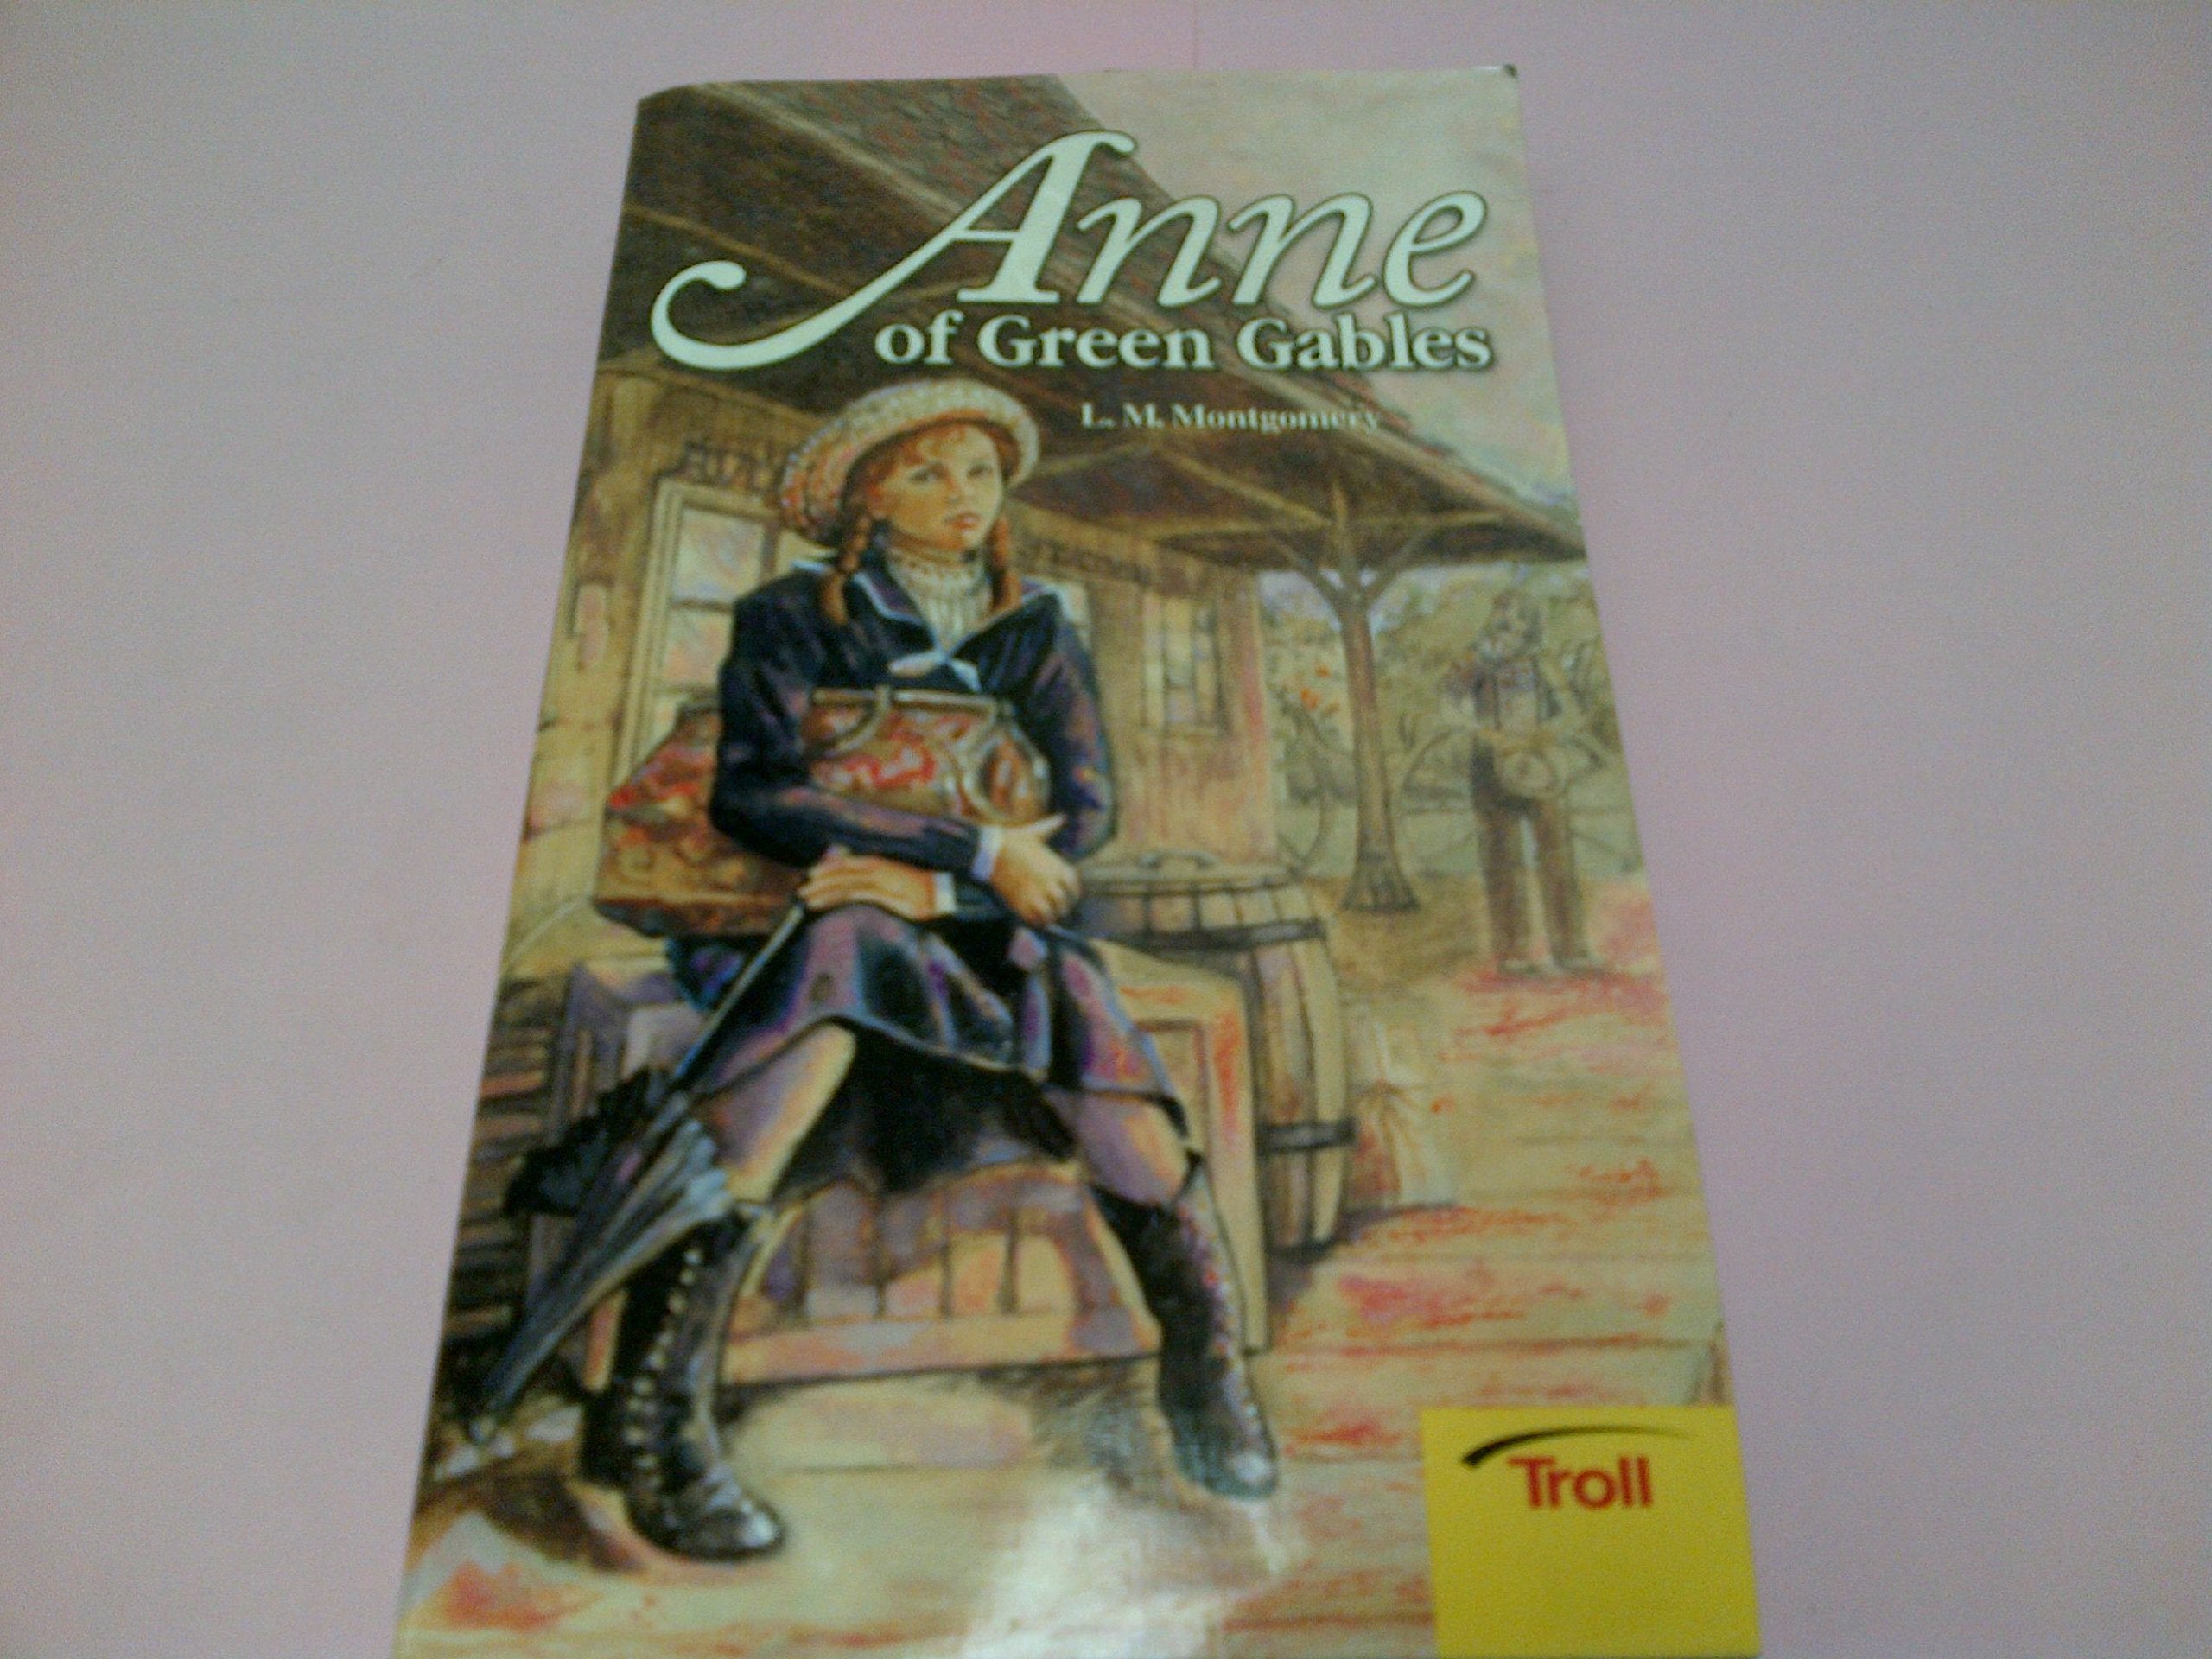 Anne
of Green Gables
L. M. Montgomery
Troll